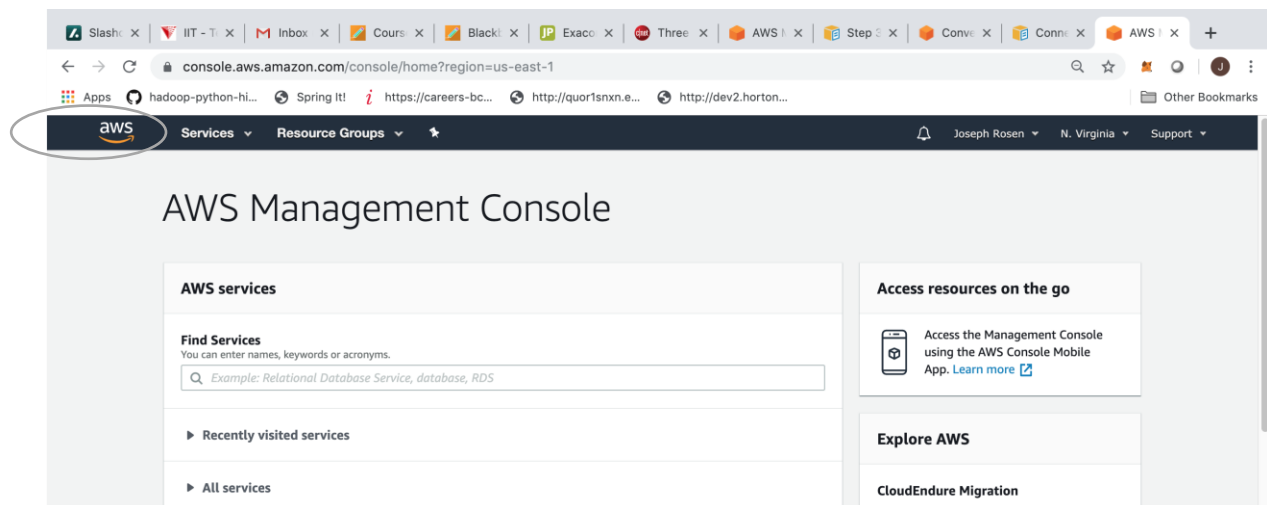 Slash IIT - T Inbox Cours Black Exaco Three AWS Step Conve Conn AWS
console.aws.amazon.com/console/home?region=us-east-1
Apps hadoop-python-hi... Spring It! https://careers-bc... http://quor1snxn.e... http://dev2.horton... Other Bookmarks
aws Services Resource Groups Joseph Rosen N. Virginia Support
AWS Management Console
AWS services
Find Services
You can enter names, keywords or acronyms.
Example: Relational Database Service, database, RDS
Recently visited services
All services
Access resources on the go
Access the Management Console
using the AWS Console Mobile
App. Learn more
Explore AWS
CloudEndure Migration